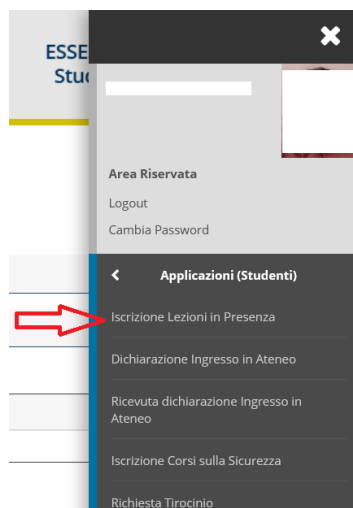 ESSE
Stu
Area Riservata
Logout
Cambia Password
Applicazioni (Studenti)
Iscrizione Lezioni in Presenza
Dichiarazione Ingresso in Ateneo
Ricevuta dichiarazione Ingresso in
Ateneo
Iscrizione Corsi sulla Sicurezza
Richiesta Tirocinio